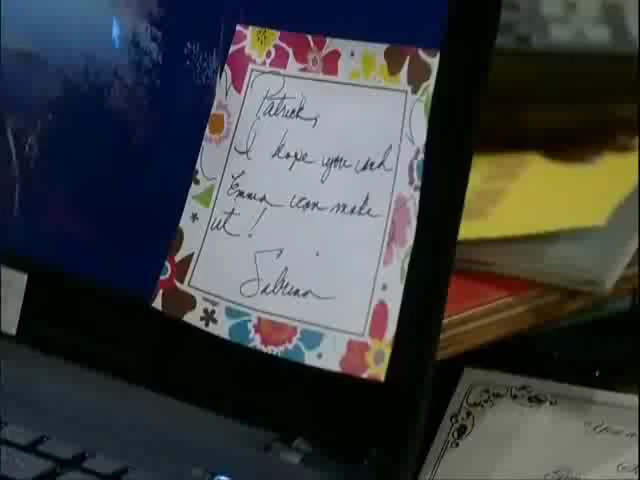 Patrick,
I hope you and
Emma can make
it!
Sabrina